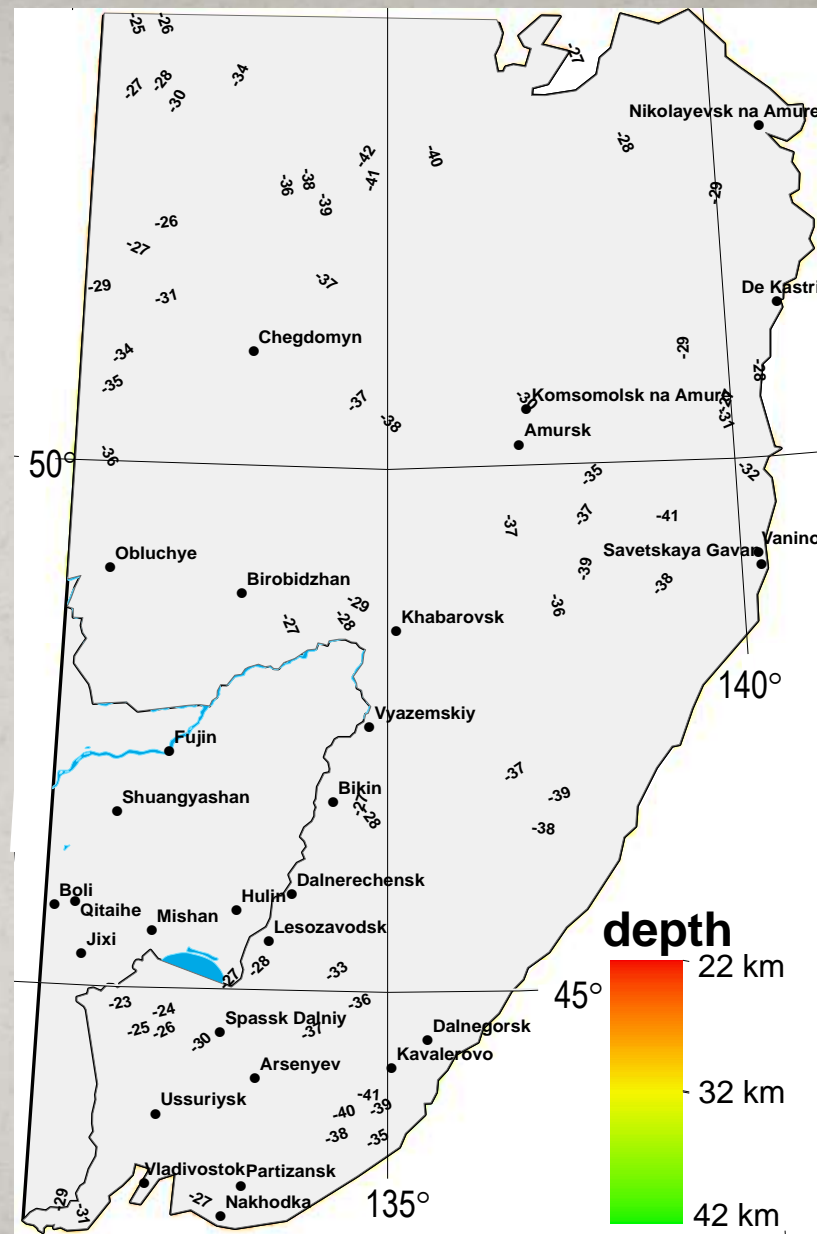 -25 -26
-27
-27 -28 -34
-30
Nikolayevsk na Amure
-28
-42 -40
-36 -38 -41
-39
-29
-26
-27
-29 -31 -37
De Kastri
Chegdomyn
-34
-29
-35
-28
-37
Komsomolsk na Amure
-38
-31
Amursk
-36
50°
-35
-32
-37 -37 -41
Vanino
Savetskaya Gavan
Obluchye
-39
Birobidzhan
-38
-29
-36
-27 -28
Khabarovsk
140°
Vyazemskiy
Fujin
-37
Bikin
-39
Shuangyashan
-27
-28
-38
Dalnerechensk
Boli
Hulin
Qitaihe
Mishan
Lesozavodsk
Jixi
depth
-27 -28 -33
22 km
45°
-23 -24 -36
-25 -26
Spassk Dalniy
-37
Dalnegorsk
-30
Kavalerovo
Arsenyev
32 km
-41
Ussuriysk
-40 -39
-38 -35
Vladivostok
Partizansk
-29 -27
Nakhodka
-31
135°
42 km